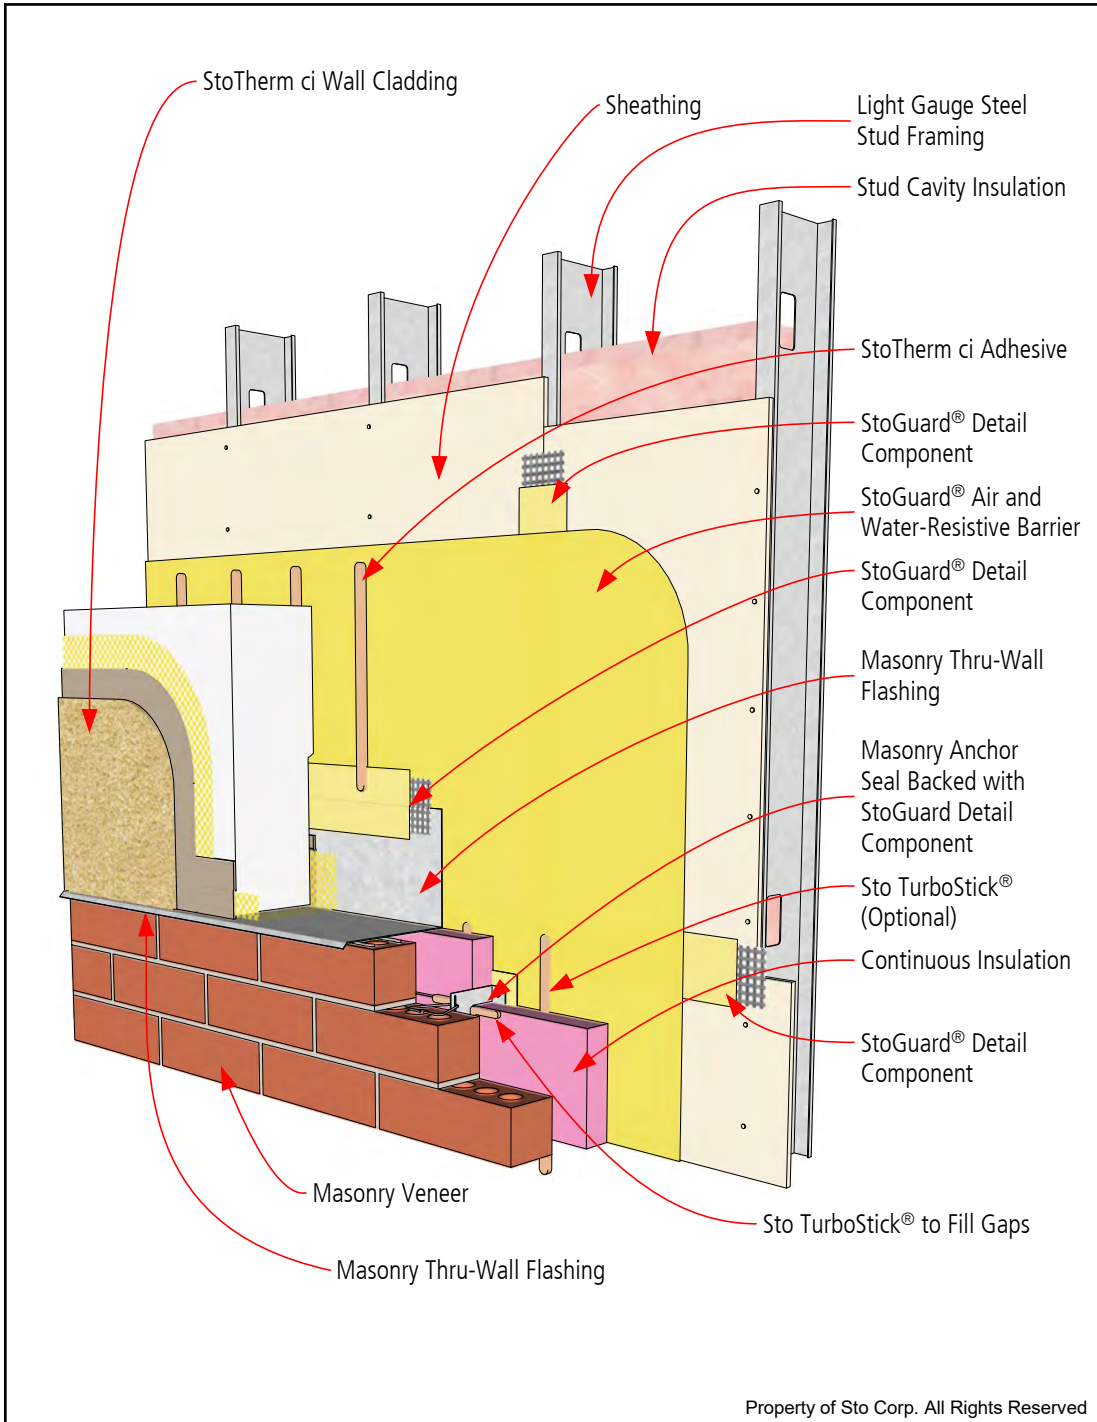 StoTherm ci Wall Cladding
Sheathing
Light Gauge Steel
Stud Framing
Stud Cavity Insulation
StoTherm ci Adhesive
StoGuard® Detail
Component
StoGuard® Air and
Water-Resistive Barrier
StoGuard® Detail
Component
Masonry Thru-Wall
Flashing
Masonry Anchor
Seal Backed with
StoGuard Detail
Component
Sto TurboStick®
(Optional)
Continuous Insulation
StoGuard® Detail
Component
Masonry Veneer
Sto TurboStick® to Fill Gaps
Masonry Thru-Wall Flashing
Property of Sto Corp. All Rights Reserved